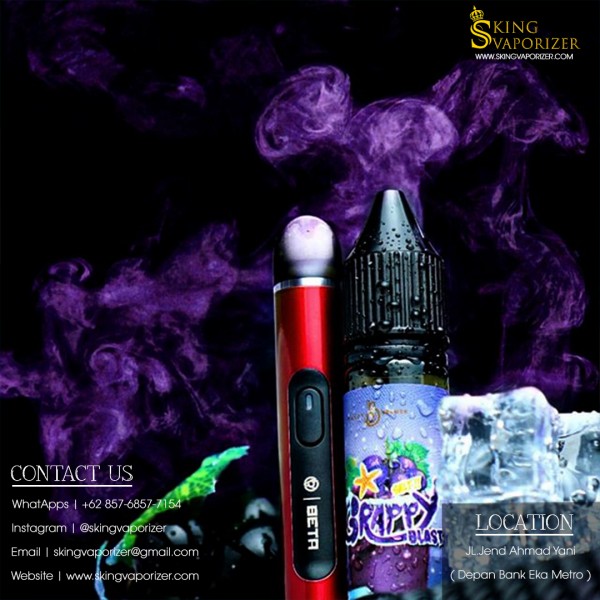 SKING
VAPORIZER
WWW.SKINGVAPORIZER.COM
BETA
GRAPPY
BLAST
CONTACT US
WhatApps | +62 857-6857-7154
Instagram | @skingvaporizer
Email | skingvaporizer@gmail.com
Website | www.skingvaporizer.com
LOCATION
JL.Jend Ahmad Yani
( Depan Bank Eka Metro )